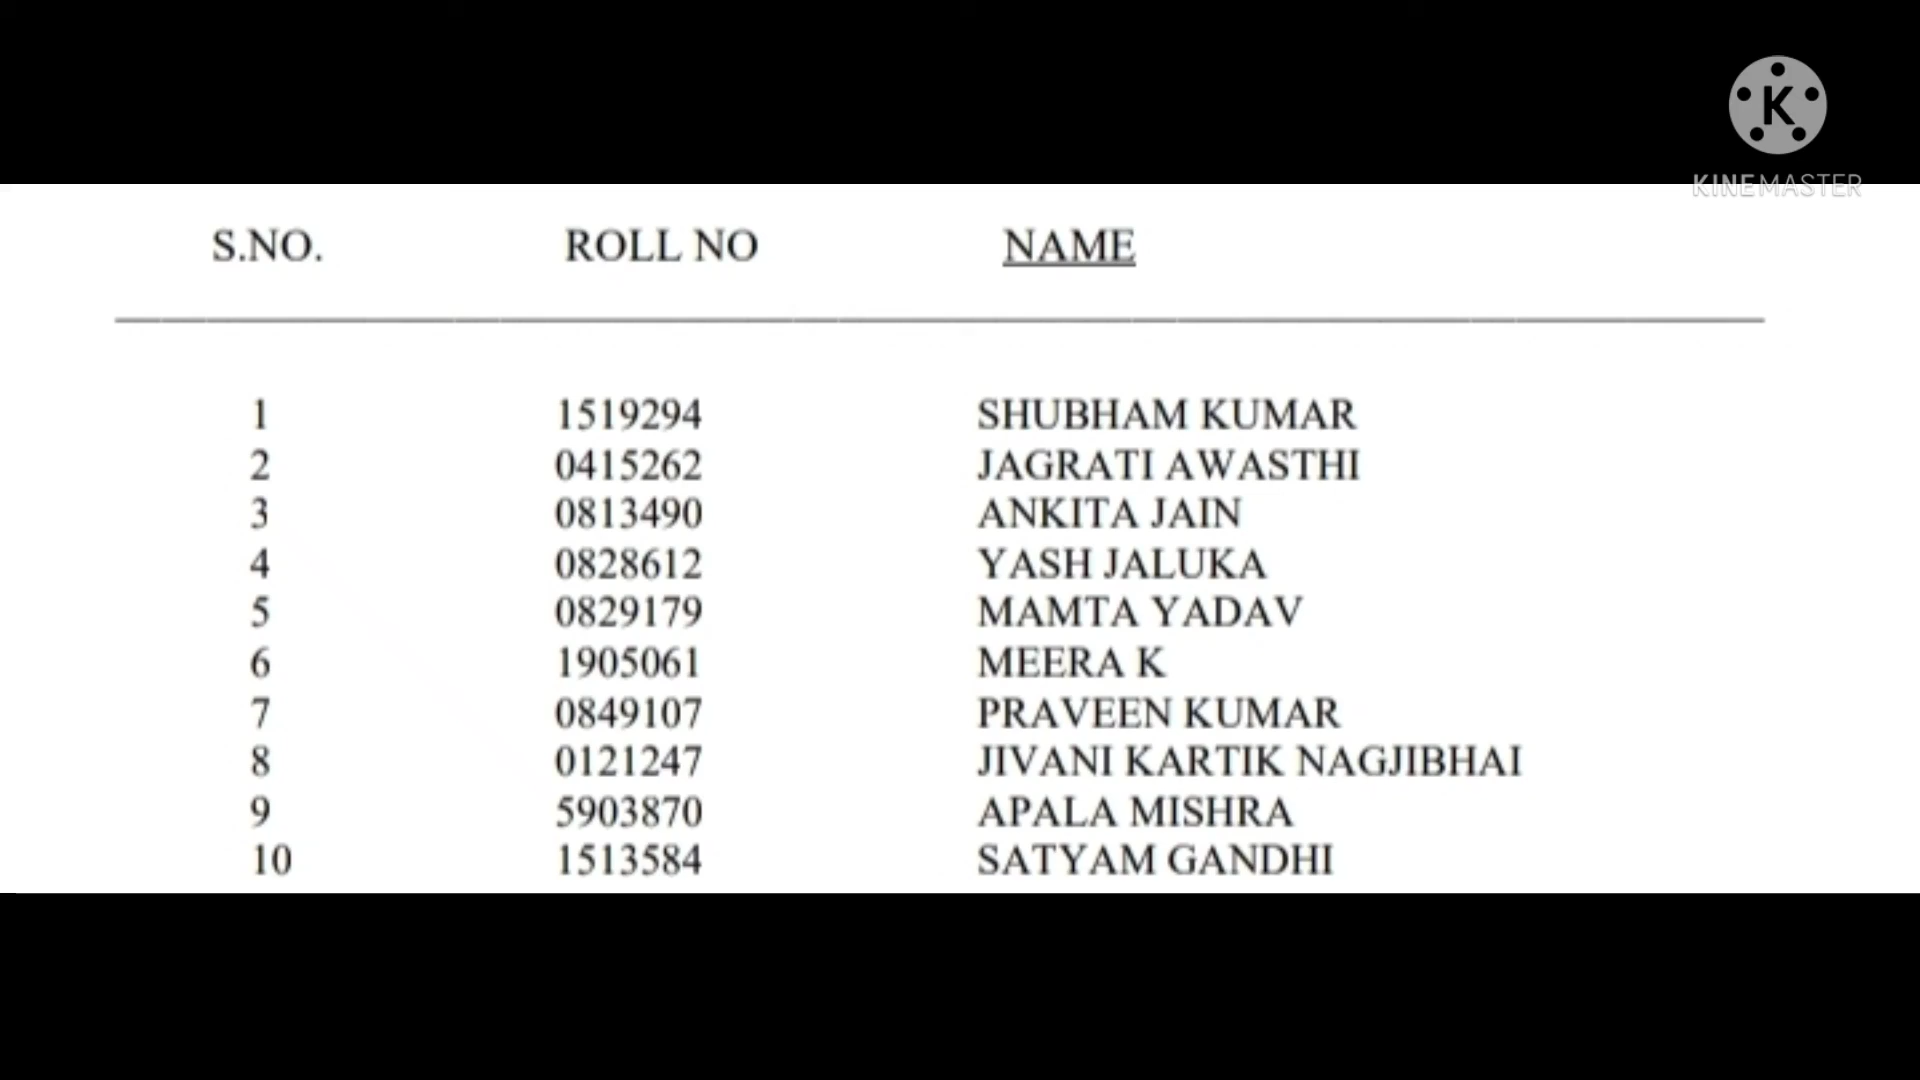 K
KINEMASTER
S.NO. ROLL NO NAME
1 1519294 SHUBHAM KUMAR
2 0415262 JAGRATI AWASTHI
3 0813490 ANKITA JAIN
4 0828612 YASH JALUKA
5 0829179 MAMTA YADAV
6 1905061 MEERA K
7 0849107 PRAVEEN KUMAR
8 0121247 JIVANI KARTIK NAGJIBHAI
9 5903870 APALA MISHRA
10 1513584 SATYAM GANDHI